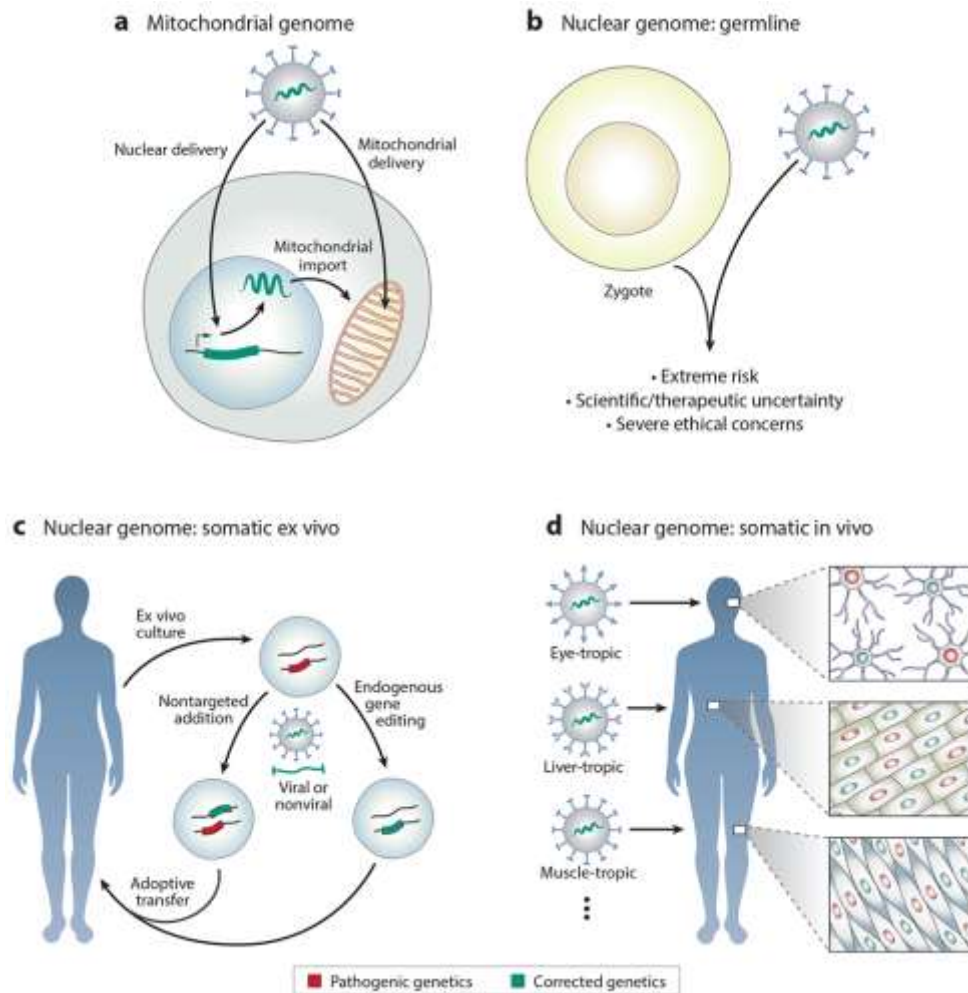 a Mitochondrial genome
Nuclear delivery
Mitochondrial
delivery
Mitochondrial
import
b Nuclear genome: germline
Zygote
• Extreme risk
• Scientific/therapeutic uncertainty
• Severe ethical concerns
c Nuclear genome: somatic ex vivo
Ex vivo
culture
Nontargeted
addition
Endogenous
gene
editing
Viral or
nonviral
Adoptive
transfer
d Nuclear genome: somatic in vivo
Eye-tropic
Liver-tropic
Muscle-tropic
Pathogenic genetics
Corrected genetics